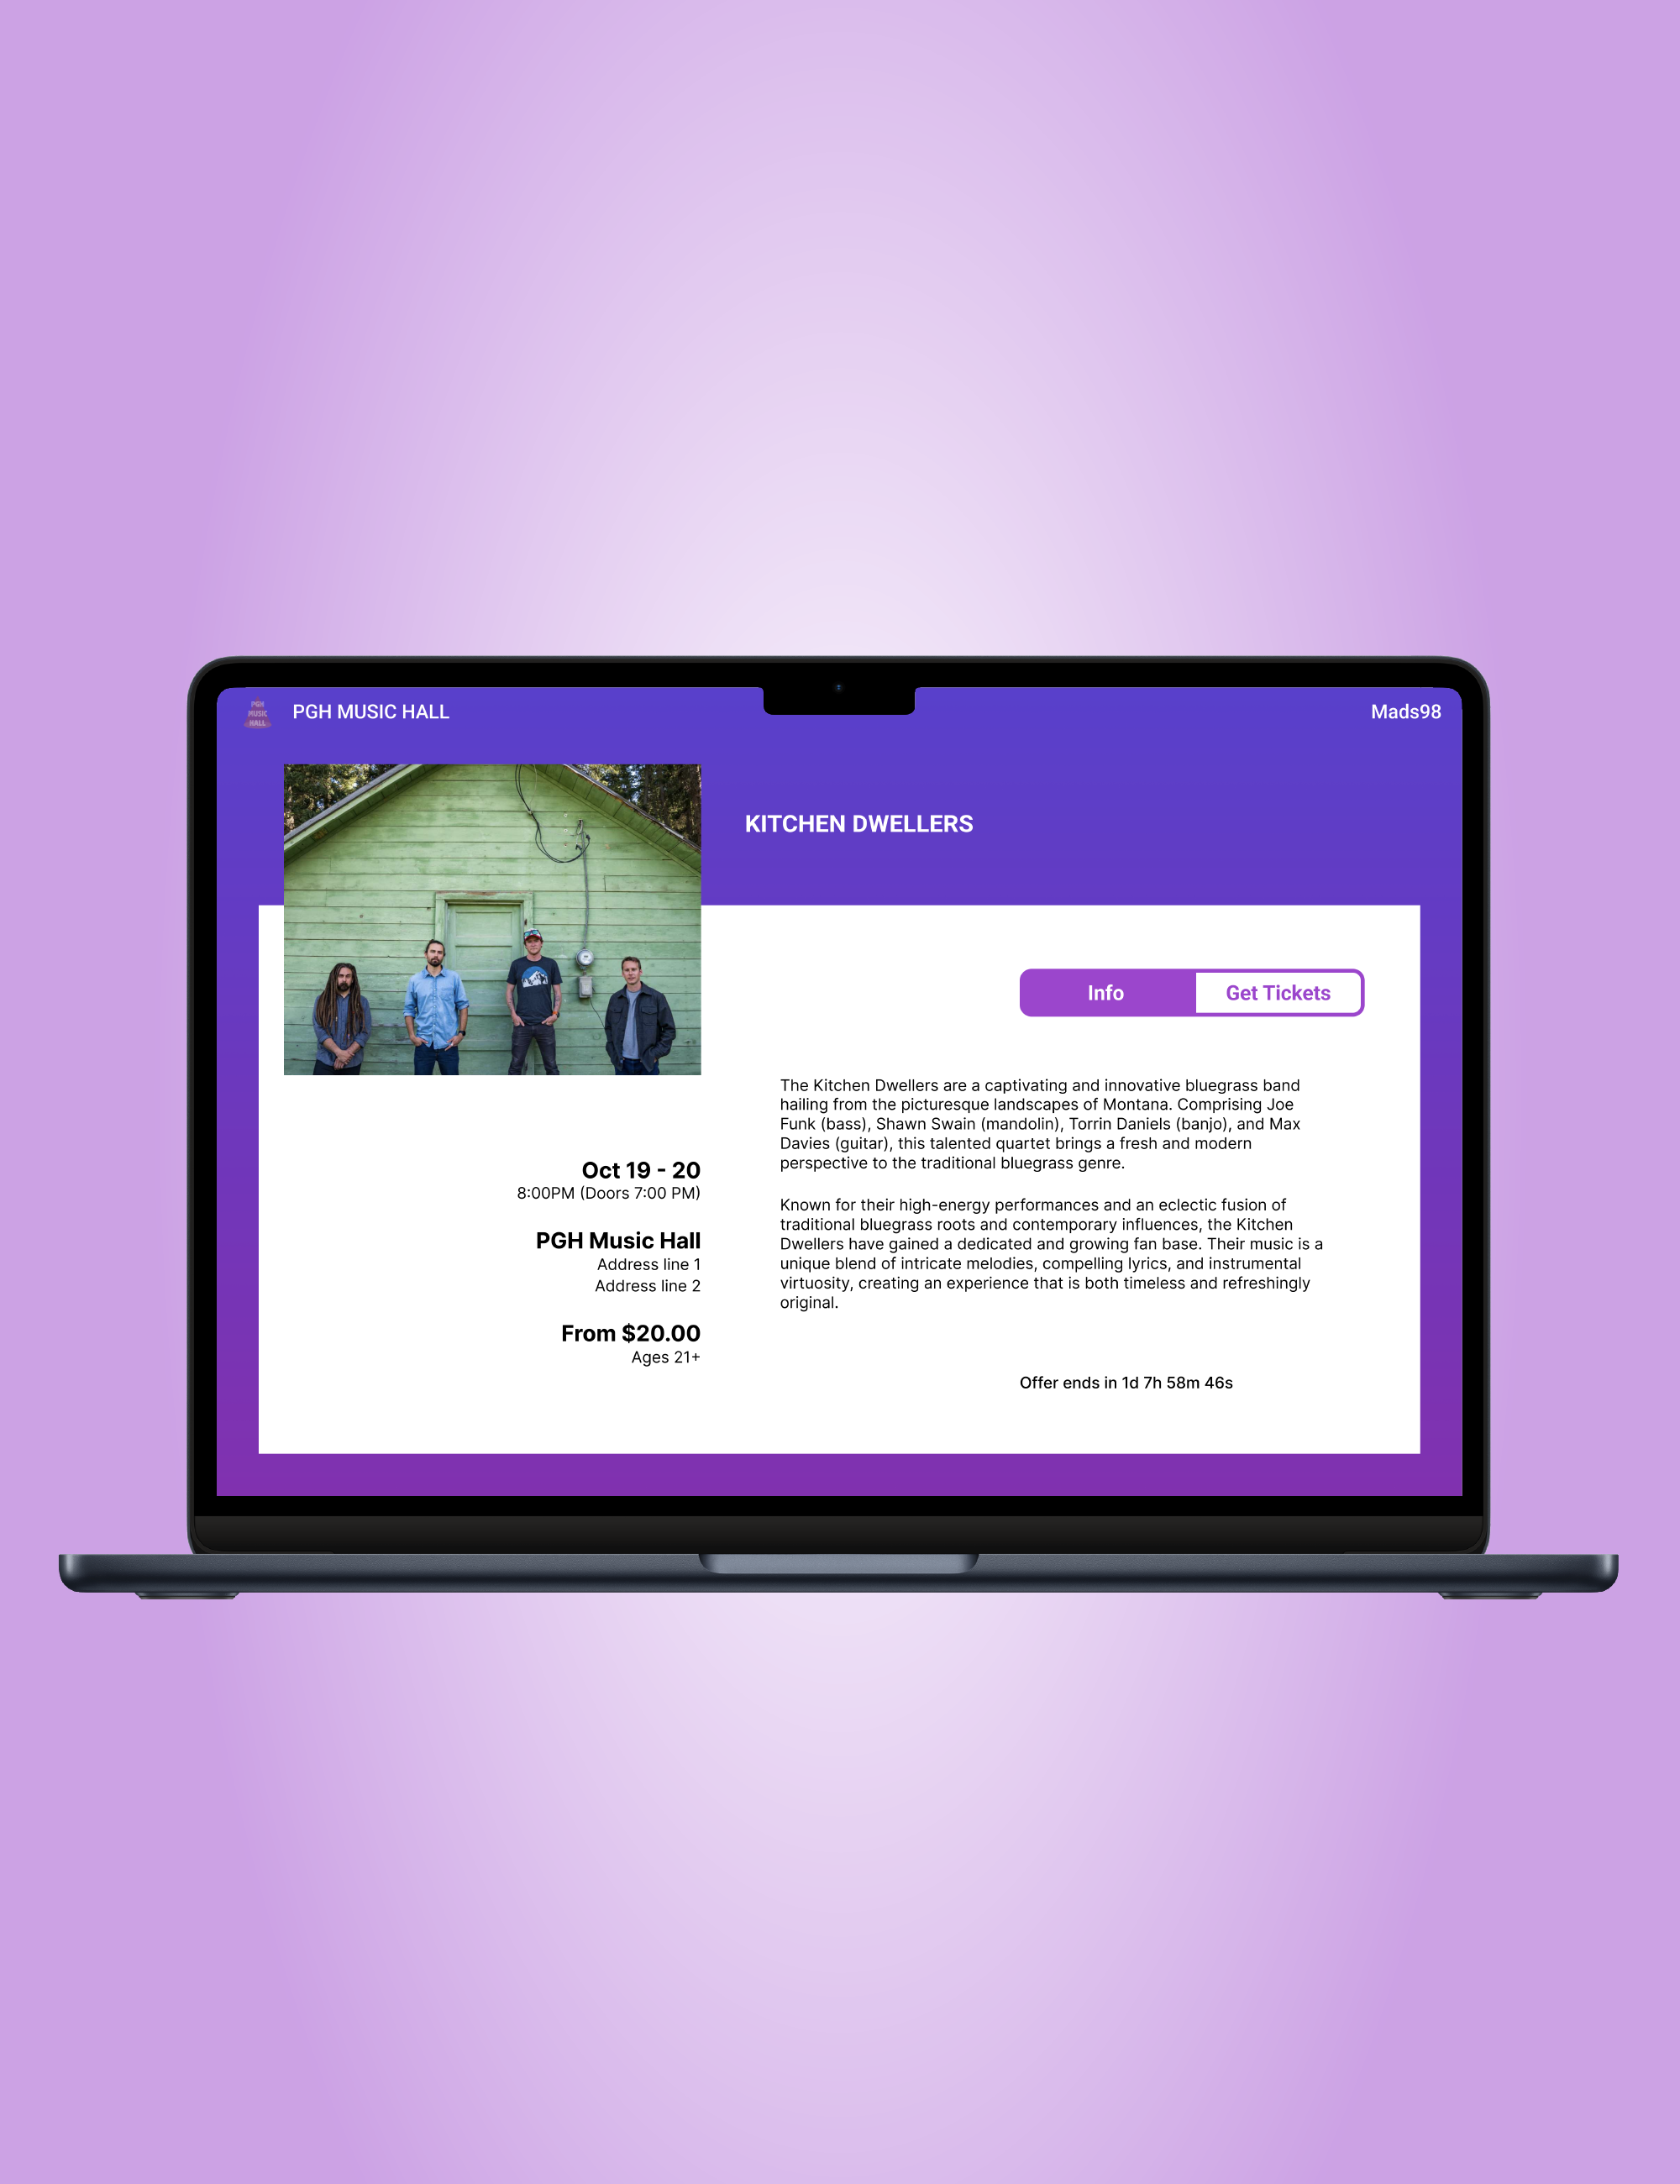 PGH
MUSIC
HALL
PGH MUSIC HALL
Mads98
KITCHEN DWELLERS
Info
Get Tickets
The Kitchen Dwellers are a captivating and innovative bluegrass band
hailing from the picturesque landscapes of Montana. Comprising Joe
Funk (bass), Shawn Swain (mandolin), Torrin Daniels (banjo), and Max
Davies (guitar), this talented quartet brings a fresh and modern
perspective to the traditional bluegrass genre.
Known for their high-energy performances and an eclectic fusion of
traditional bluegrass roots and contemporary influences, the Kitchen
Dwellers have gained a dedicated and growing fan base. Their music is a
unique blend of intricate melodies, compelling lyrics, and instrumental
virtuosity, creating an experience that is both timeless and refreshingly
original.
Oct 19 - 20
8:00PM (Doors 7:00 PM)
PGH Music Hall
Address line 1
Address line 2
From $20.00
Ages 21+
Offer ends in 1d 7h 58m 46s